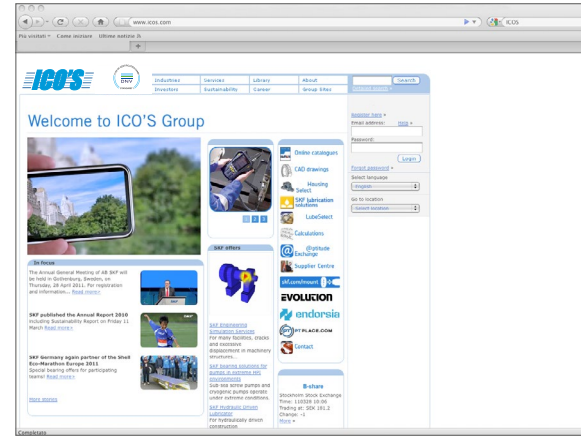 www.icos.com
ICOS
Più visitati
Come iniziare
Ultime notizie
ICO'S
DNV
Industries
Services
Library
About
Search
Investors
Sustainability
Career
Group Sites
Welcome to ICO'S Group
Register here »
Email address:
Help »
Password:
Login
Forgot password »
Select language
English
Go to location
Select location
Online catalogues
CAD drawings
Housing
Select
SKF lubrication
solutions
LubeSelect
Calculations
@ptitude
Exchange
Supplier Centre
skf.com/mount
EVOLUTION
endorsia
PTPLACE.COM
Contact
1 2 3
In focus
The Annual General Meeting of AB SKF will
be held in Gothenburg, Sweden, on
Thursday, 28 April 2011. For registration
and information... Read more»
SKF published the Annual Report 2010
including Sustainability Report on Friday 11
March Read more»
SKF Germany again partner of the Shell
Eco-Marathon Europe 2011
Special bearing offers for participating
teams! Read more»
More stories
SKF offers
SKF Engineering
Simulation Services
For many facilities, cracks
and excessive
displacement in machinery
structures...
SKF bearing solutions for
pumps in extreme
environments
Sub-sea screw pumps and
cryogenic pumps operate
under extreme conditions.
SKF Hydraulic Driven
Lubricator
For hydraulically driven
construction
B-share
Stockholm Stock Exchange
Time: 110328 10:06
Trading at: SEK 181.2
Change: -1
More »
Completato